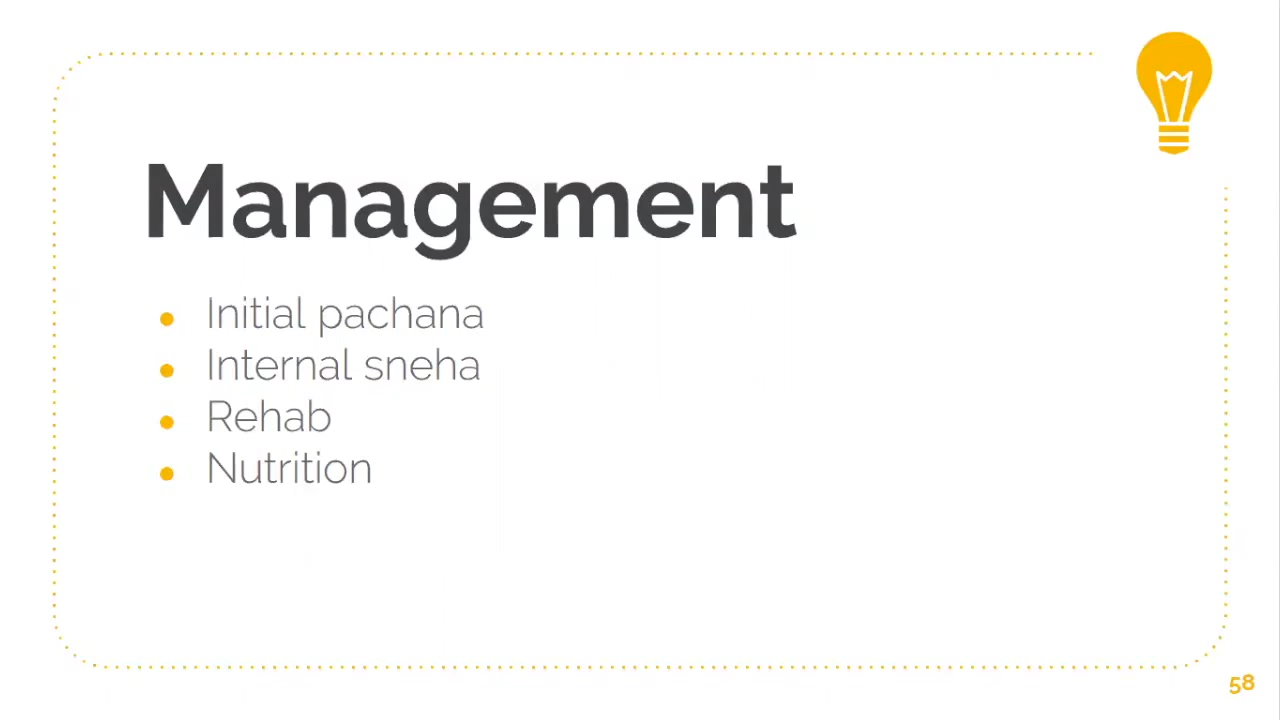 Management
Initial pachana
Internal sneha
Rehab
Nutrition
58